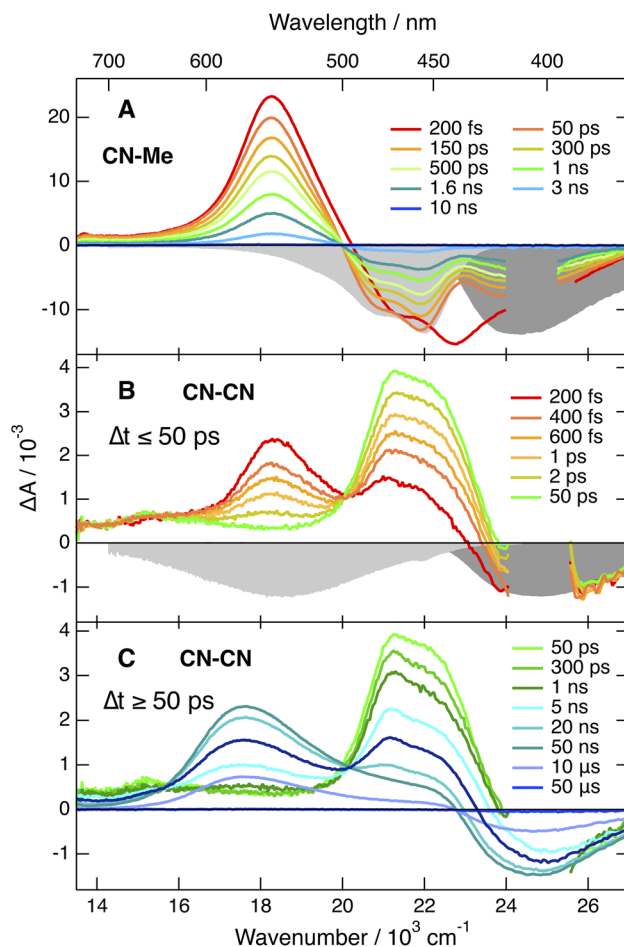 Wavelength / nm
700 600 500 450 400
A
CN-Me
200 fs 50 ps
150 ps 300 ps
500 ps 1 ns
1.6 ns 3 ns
10 ns
20
10
0
-10
B CN-CN
Δt ≤ 50 ps
200 fs
400 fs
600 fs
1 ps
2 ps
50 ps
4
3
2
1
0
-1
ΔA / 10⁻³
C CN-CN
Δt ≥ 50 ps
50 ps
300 ps
1 ns
5 ns
20 ns
50 ns
10 µs
50 µs
4
3
2
1
0
-1
14 16 18 20 22 24 26
Wavenumber / 10³ cm⁻¹